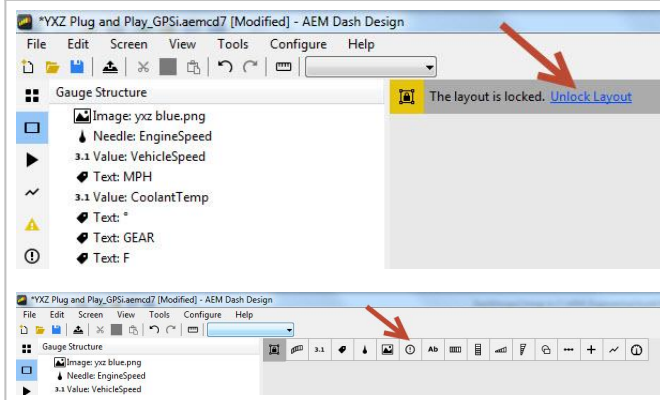 *YXZ Plug and Play_GPSi.aemcd7 [Modified] - AEM Dash Design
File Edit Screen View Tools Configure Help
Gauge Structure
The layout is locked. Unlock Layout
Image: yxz blue.png
Needle: EngineSpeed
3.1 Value: VehicleSpeed
Text: MPH
3.1 Value: CoolantTemp
Text: °
Text: GEAR
Text: F
*YXZ Plug and Play_GPSi.aemcd7 [Modified] - AEM Dash Design
File Edit Screen View Tools Configure Help
Gauge Structure
3.1 Ab
Image: yxz blue.png
Needle: EngineSpeed
3.1 Value: VehicleSpeed